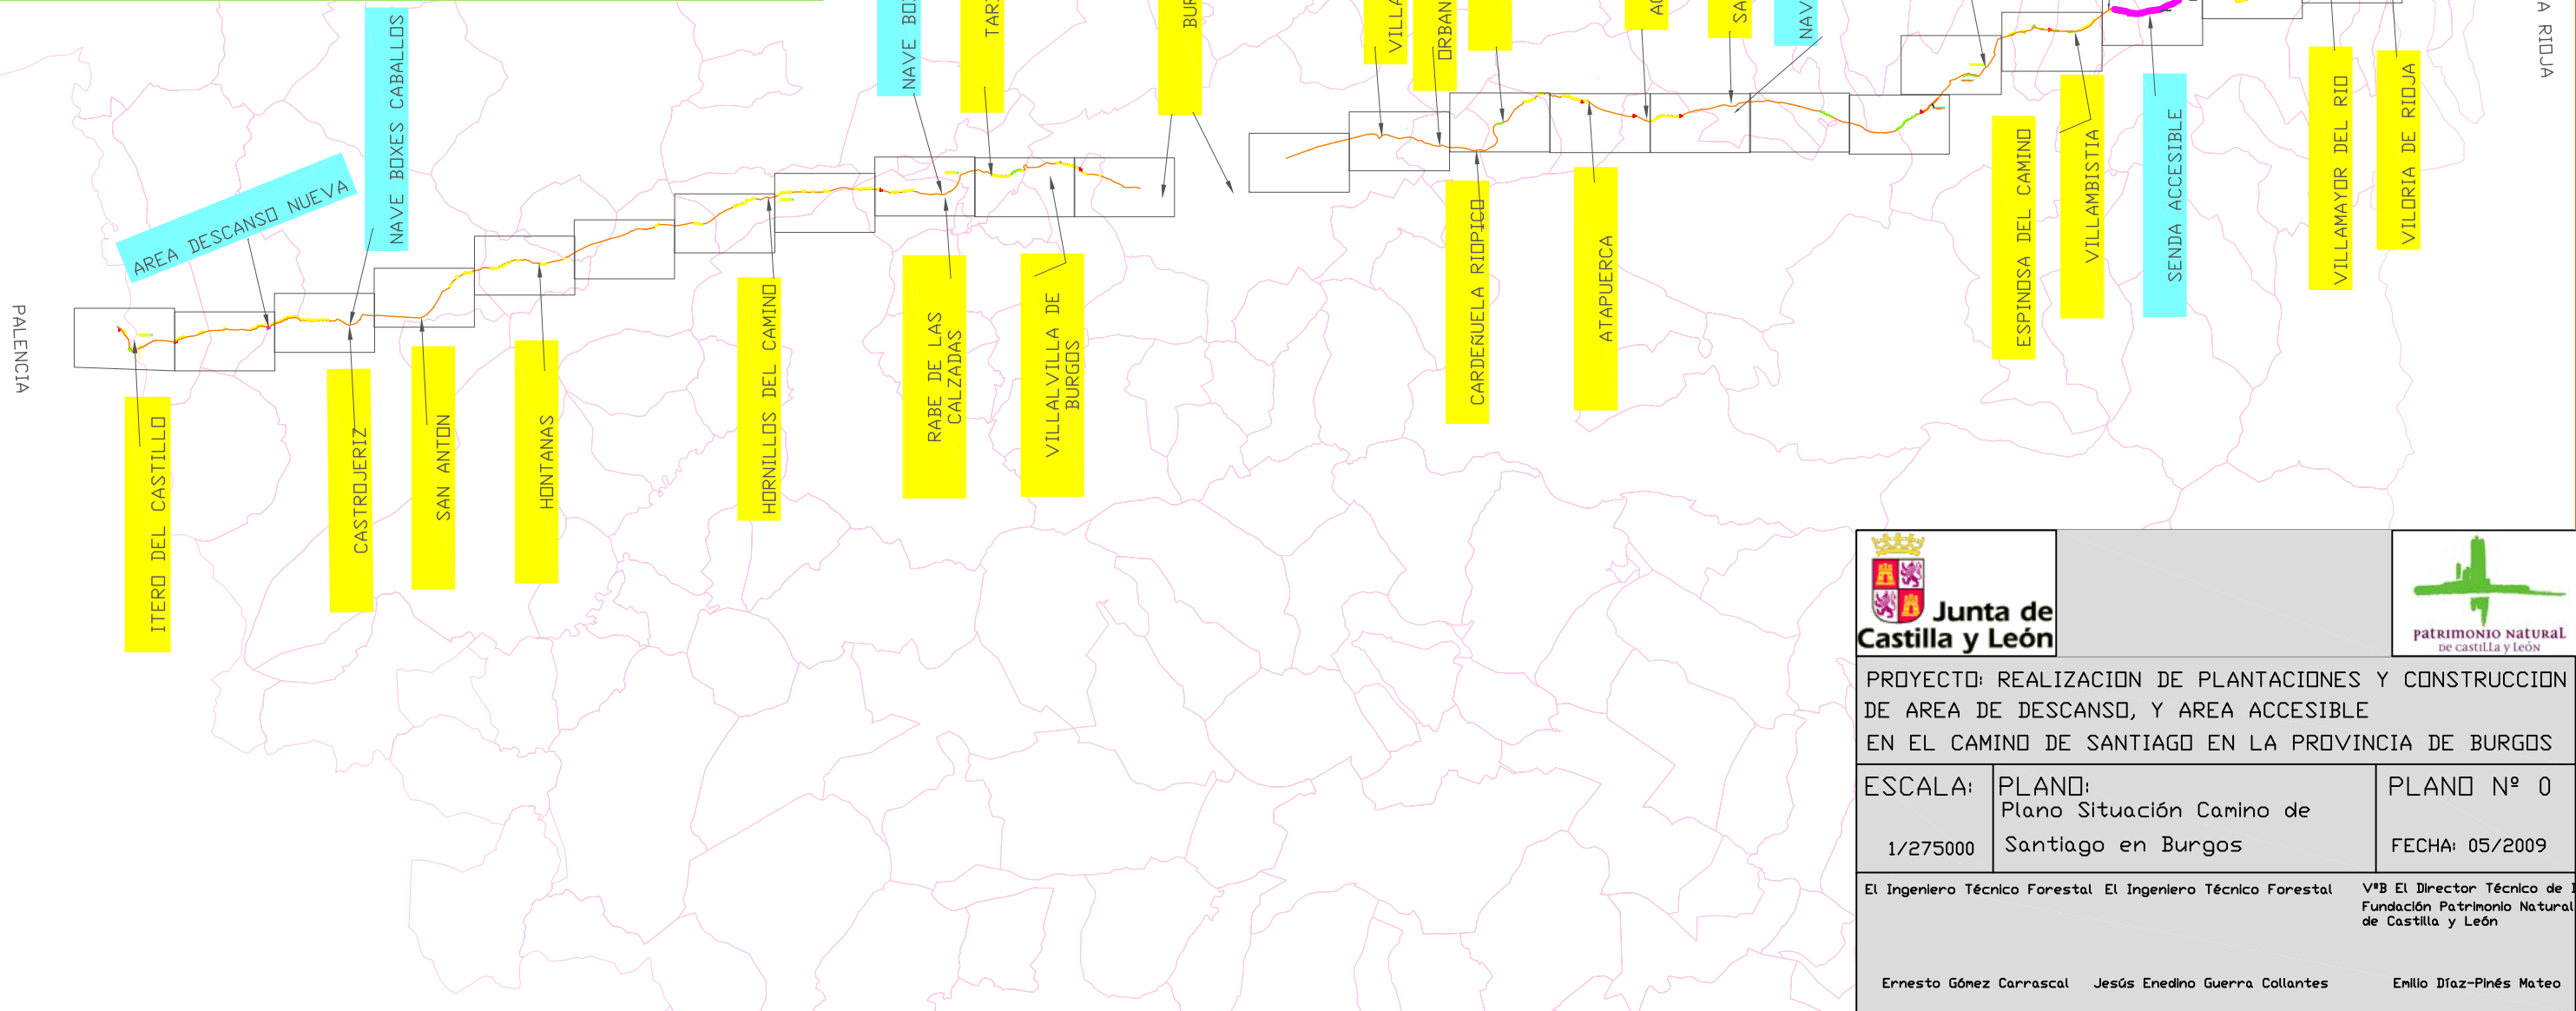 PALENCIA
AREA DESCANSO NUEVA
NAVE BOXES CABALLOS
ITERO DEL CASTILLO
CASTROJERIZ
SAN ANTON
HONTANAS
HORNILLOS DEL CAMINO
NAVE
RABE DE LAS
CALZADAS
VILLALVILLA DE
BURGOS
CARDEÑUELA RIOPICO
ATAPUERCA
ESPINOSA DEL CAMINO
VILLAMBISTIA
SENDA ACCESIBLE
VILLAMAYOR DEL RIO
VILORIA DE RIOJA
RIOJA
Junta de
Castilla y León
PATRIMONIO NATURAL
DE CASTILLA Y LEÓN
PROYECTO: REALIZACION DE PLANTACIONES Y CONSTRUCCION
DE AREA DE DESCANSO, Y AREA ACCESIBLE
EN EL CAMINO DE SANTIAGO EN LA PROVINCIA DE BURGOS
ESCALA:
1/275000
PLANO:
Plano Situación Camino de
Santiago en Burgos
PLANO Nº 0
FECHA: 05/2009
El Ingeniero Técnico Forestal
El Ingeniero Técnico Forestal
VºB El Director Técnico de
Fundación Patrimonio Natural
de Castilla y León
Ernesto Gómez Carrascal
Jesús Enedino Guerra Collantes
Emilio Díaz-Pinés Mateo